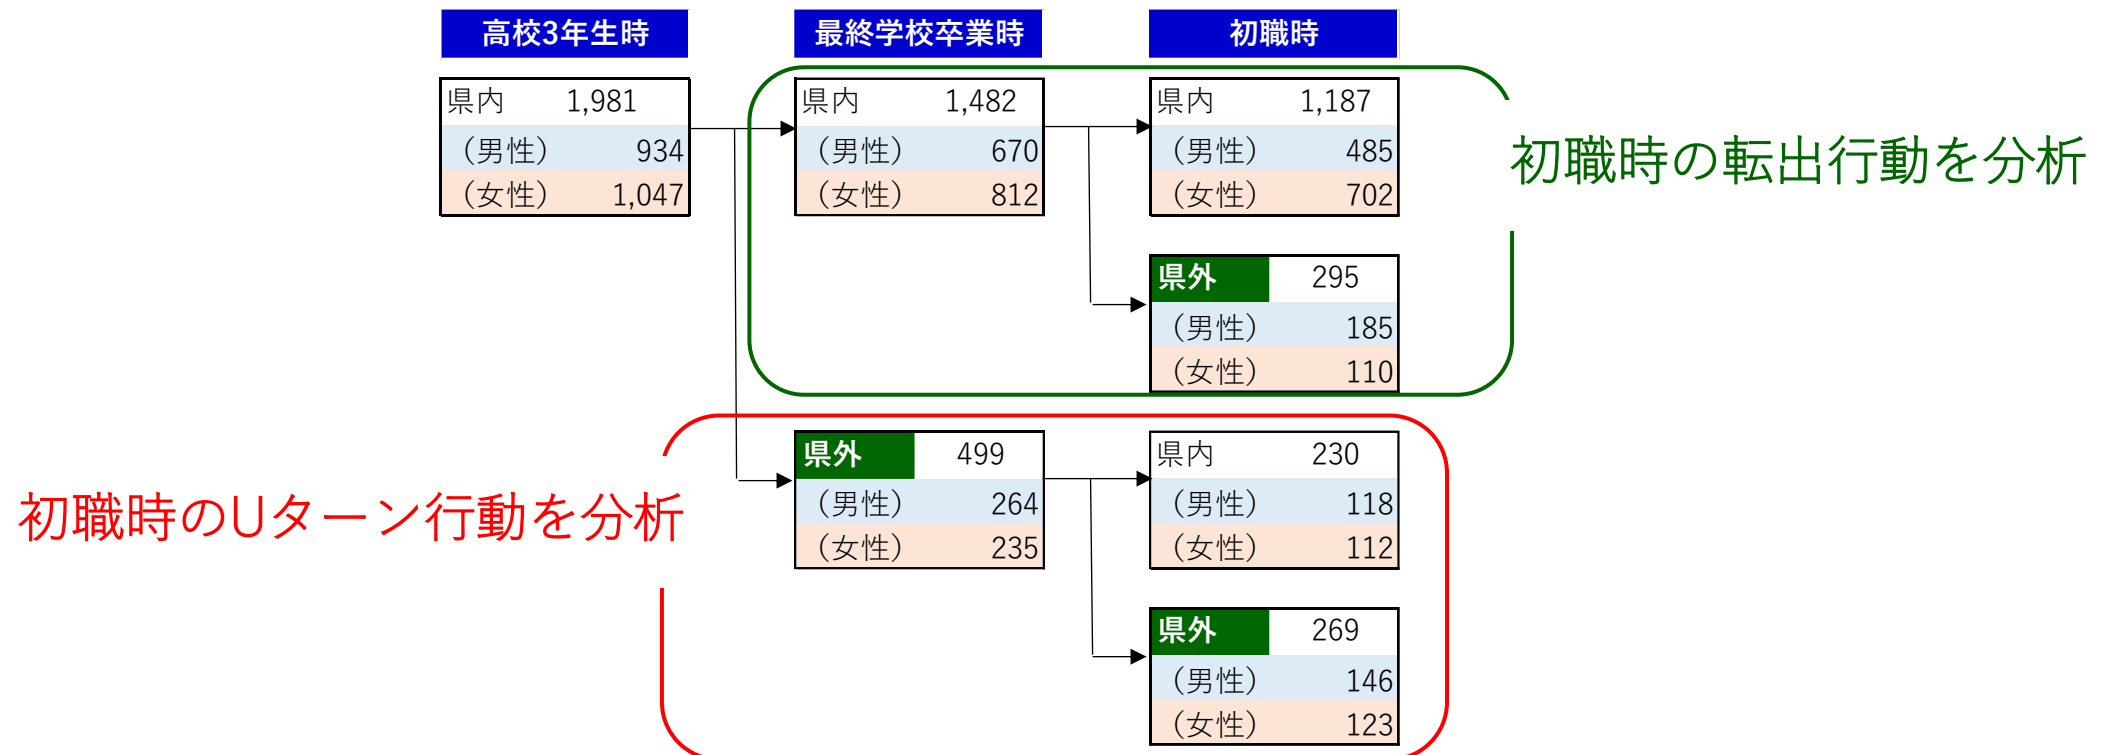 高校3年生時 最終学校卒業時 初職時
県内 1,981 県内 1,482 県内 1,187
（男性） 934 （男性） 670 （男性） 485
（女性） 1,047 （女性） 812 （女性） 702
初職時の転出行動を分析
県外 295
（男性） 185
（女性） 110
県外 499 県内 230
（男性） 264 （男性） 118
（女性） 235 （女性） 112
初職時のUターン行動を分析
県外 269
（男性） 146
（女性） 123